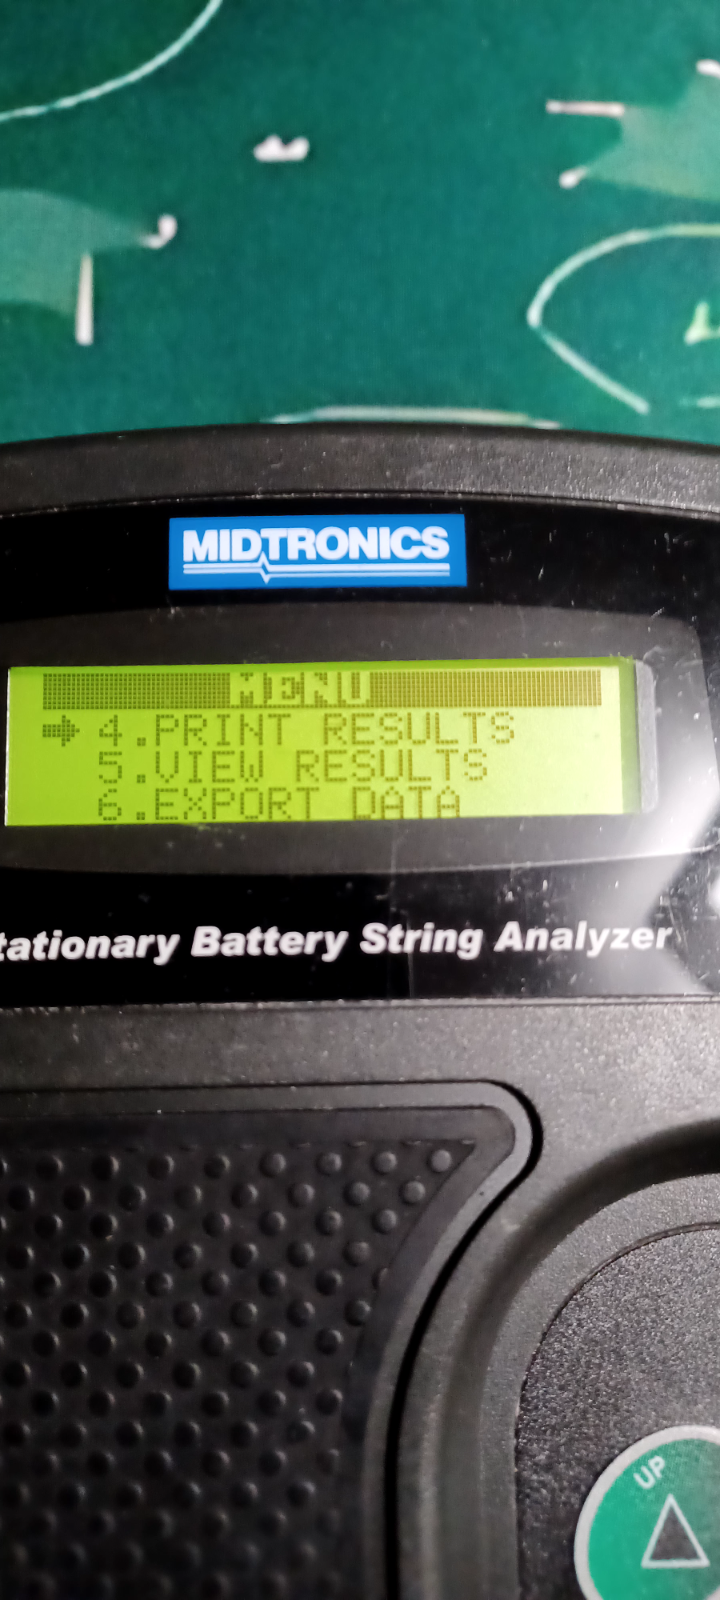 MIDTRONICS
MENU
4.PRINT RESULTS
5.VIEW RESULTS
6.EXPORT DATA
tationary Battery String Analyzer
UP